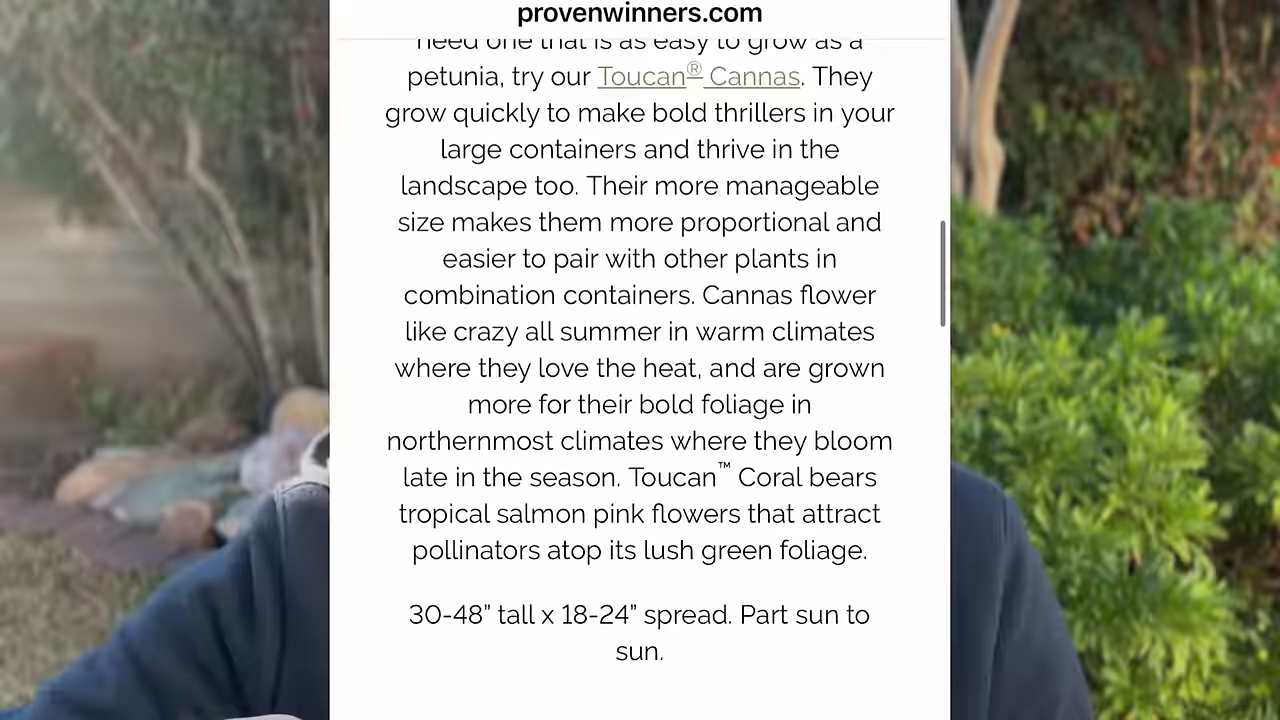 provenwinners.com
need one that is as easy to grow as a
petunia, try our Toucan® Cannas. They
grow quickly to make bold thrillers in your
large containers and thrive in the
landscape too. Their more manageable
size makes them more proportional and
easier to pair with other plants in
combination containers. Cannas flower
like crazy all summer in warm climates
where they love the heat, and are grown
more for their bold foliage in
northernmost climates where they bloom
late in the season. Toucan™ Coral bears
tropical salmon pink flowers that attract
pollinators atop its lush green foliage.
30-48” tall x 18-24” spread. Part sun to
sun.